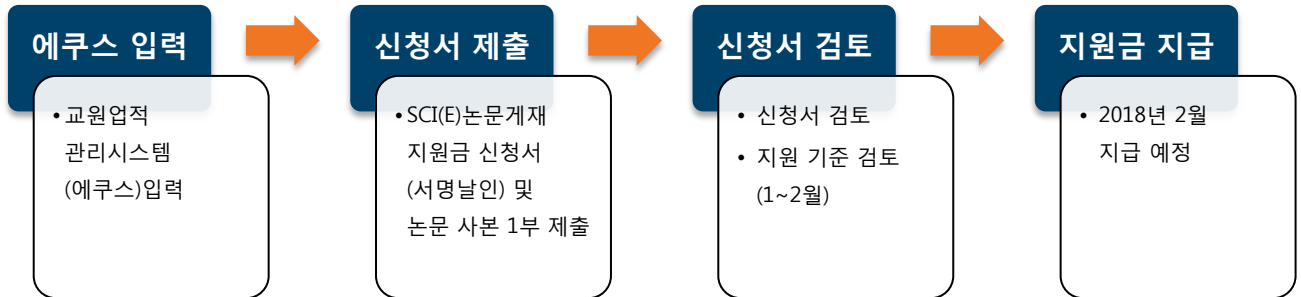 에쿠스 입력
• 교원업적
관리시스템
(에쿠스)입력
신청서 제출
• SCI(E)논문게재
지원금 신청서
(서명날인) 및
논문 사본 1부 제출
신청서 검토
• 신청서 검토
• 지원 기준 검토
(1~2월)
지원금 지급
• 2018년 2월
지급 예정